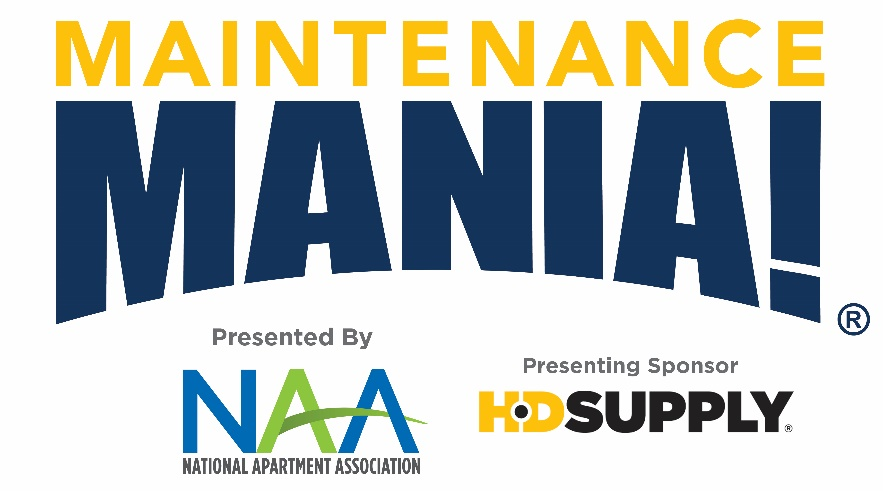 MAINTENANCE
MANIA!®
Presented By
NAA
NATIONAL APARTMENT ASSOCIATION
Presenting Sponsor
HDSUPPLY®